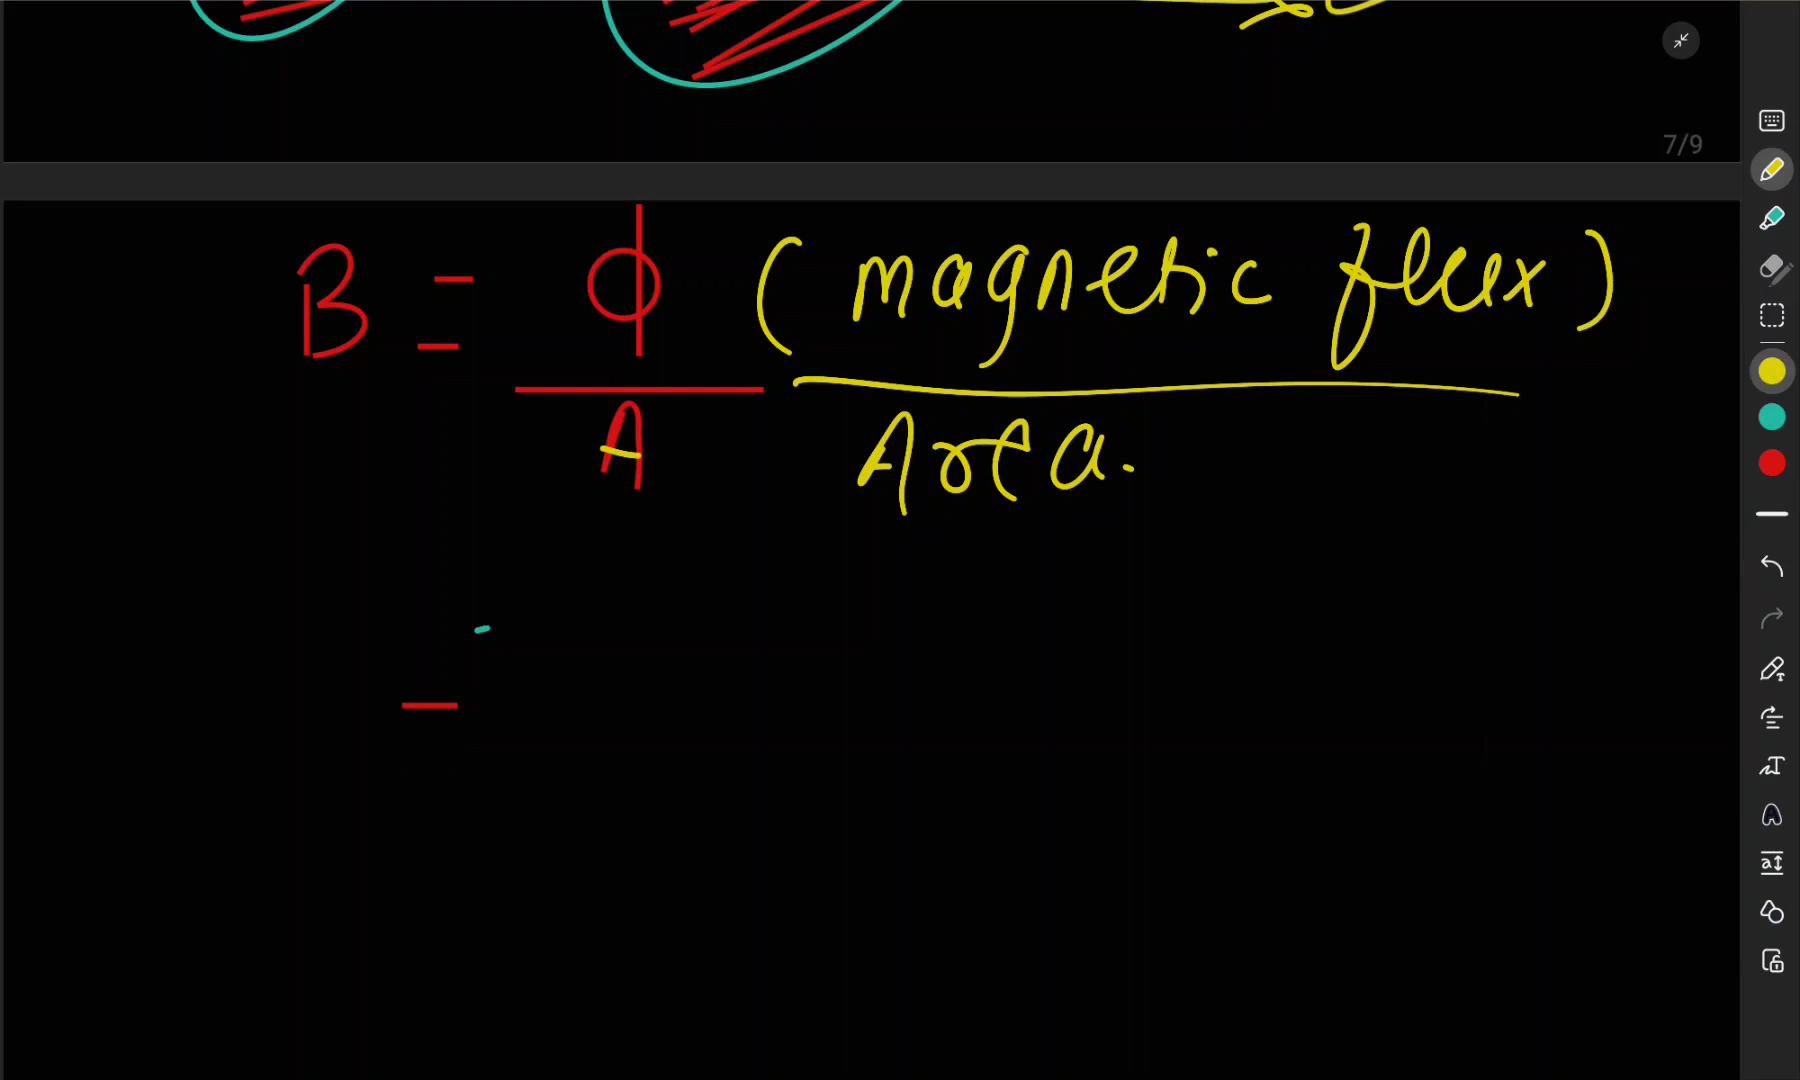 7/9
B = ϕ (magnetic flux)
A Area.